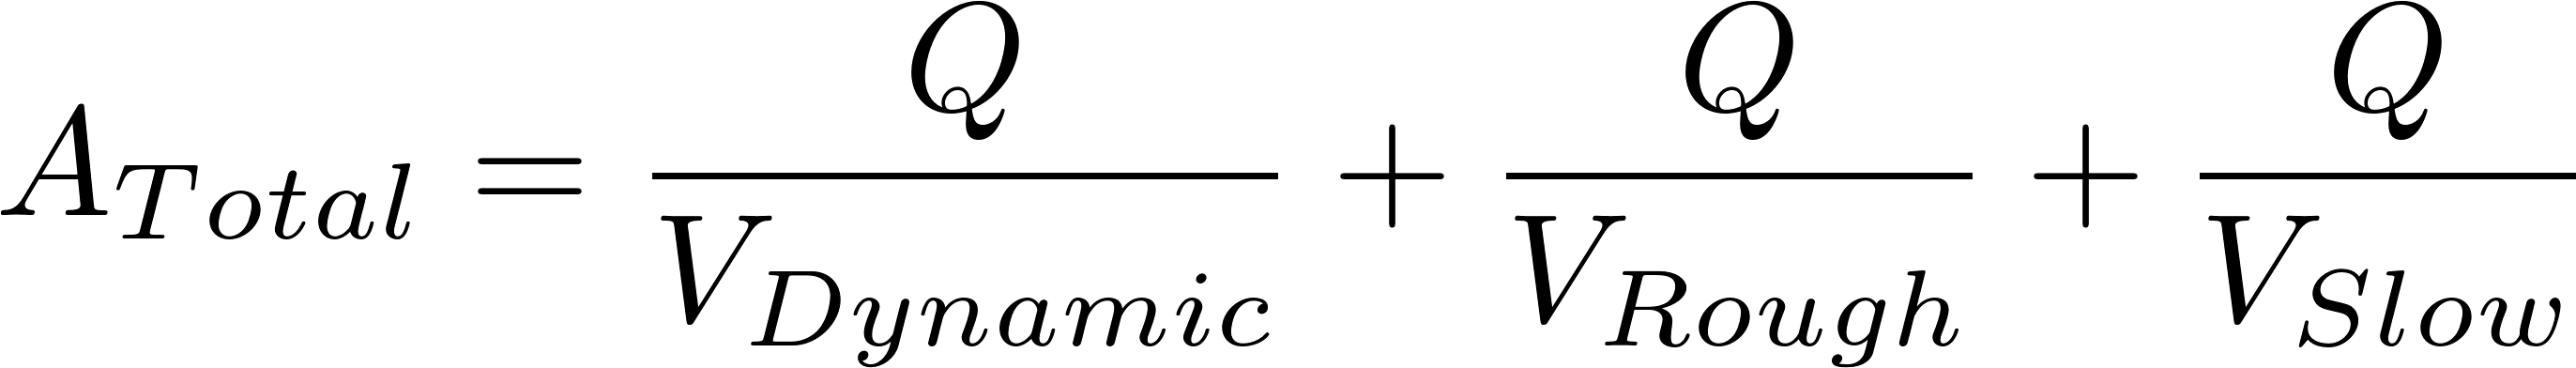 A_{Total} = \frac{Q}{V_{Dynamic}} + \frac{Q}{V_{Rough}} + \frac{Q}{V_{Slow}}